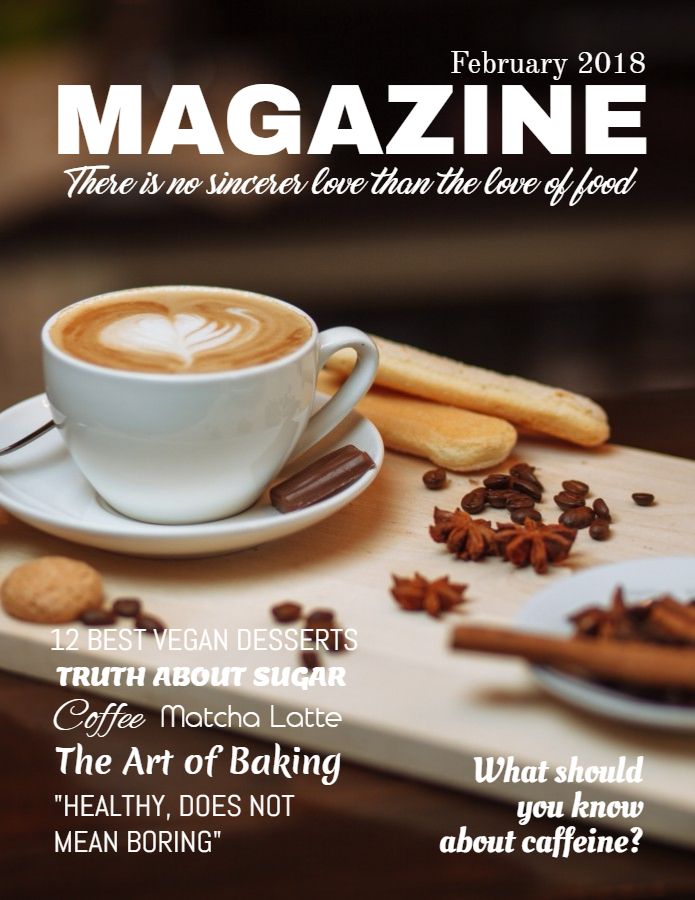 February 2018
MAGAZINE
There is no sincerer love than the love of food
12 BEST VEGAN DESSERTS
TRUTH ABOUT SUGAR
Coffee Matcha Latte
The Art of Baking
"HEALTHY, DOES NOT
MEAN BORING"
What should
you know
about caffeine?